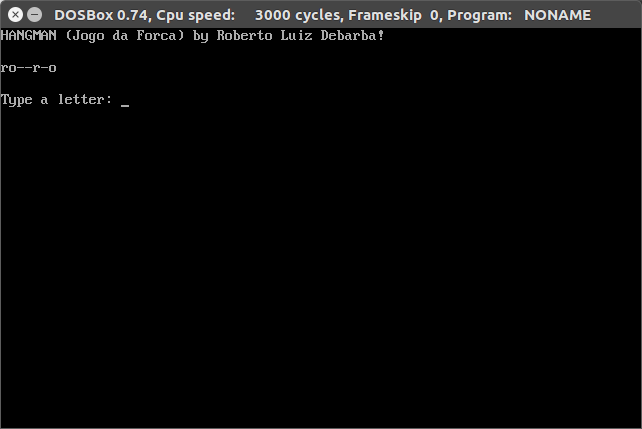 DOSBox 0.74, Cpu speed: 3000 cycles, Frameskip 0, Program: NONAME
HANGMAN (Jogo da Forca) by Roberto Luiz Debarba!
ro--r-o
Type a letter: _